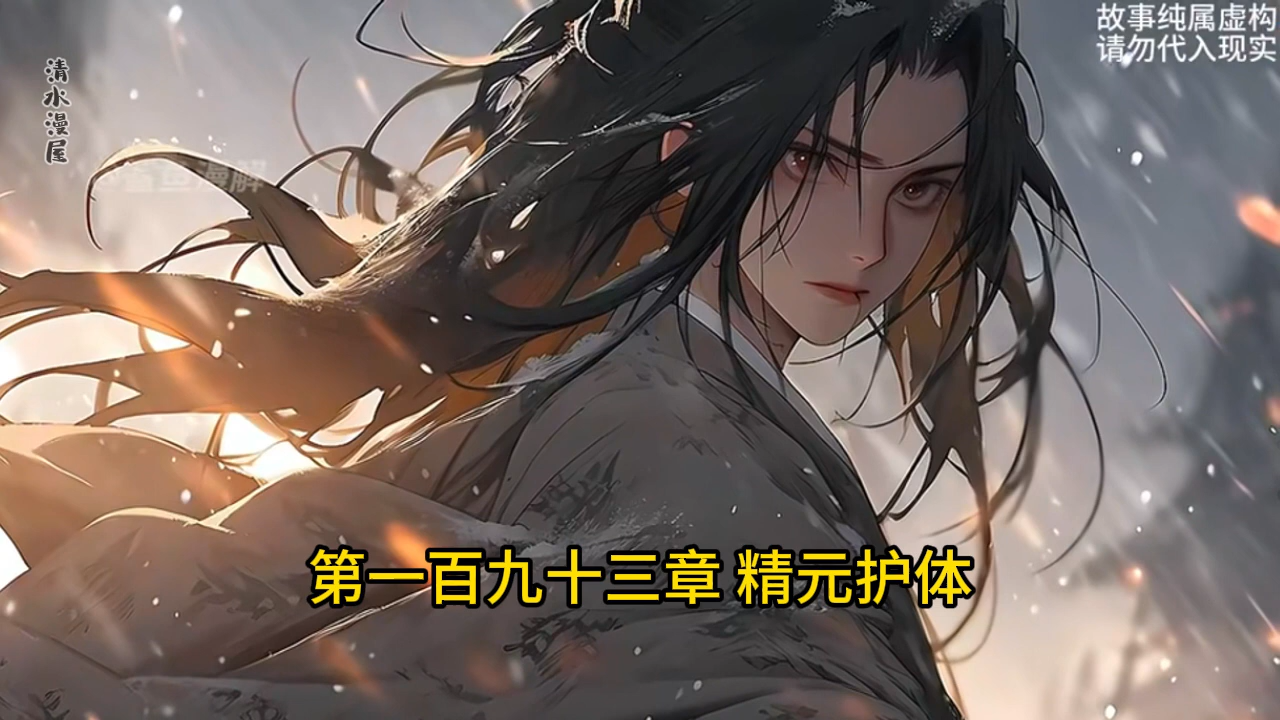 故事纯属虚构
请勿代入现实
清水漫屋
第一百九十三章 精元护体